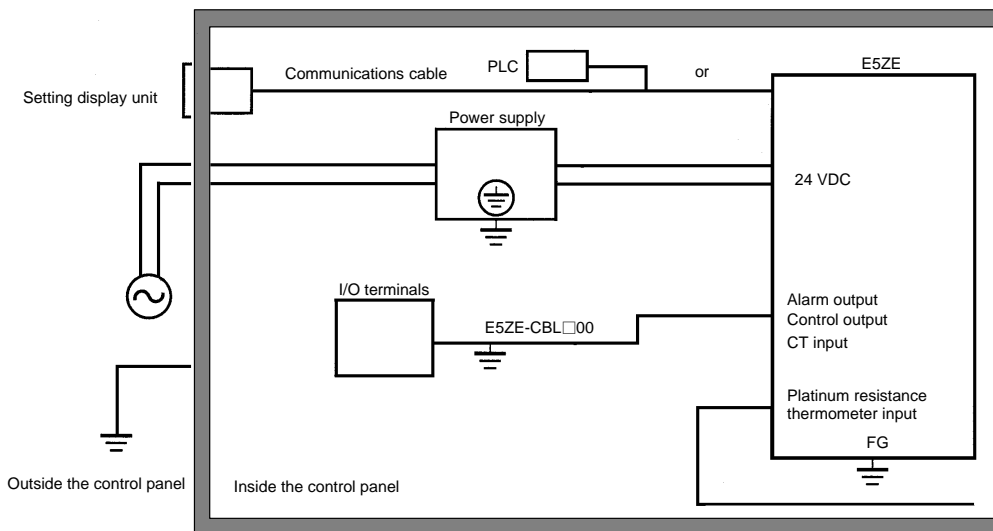 E5ZE
PLC
or
Communications cable
Setting display unit
Power supply
24 VDC
I/O terminals
Alarm output
Control output
E5ZE-CBL□00
CT input
Platinum resistance
thermometer input
FG
Outside the control panel
Inside the control panel